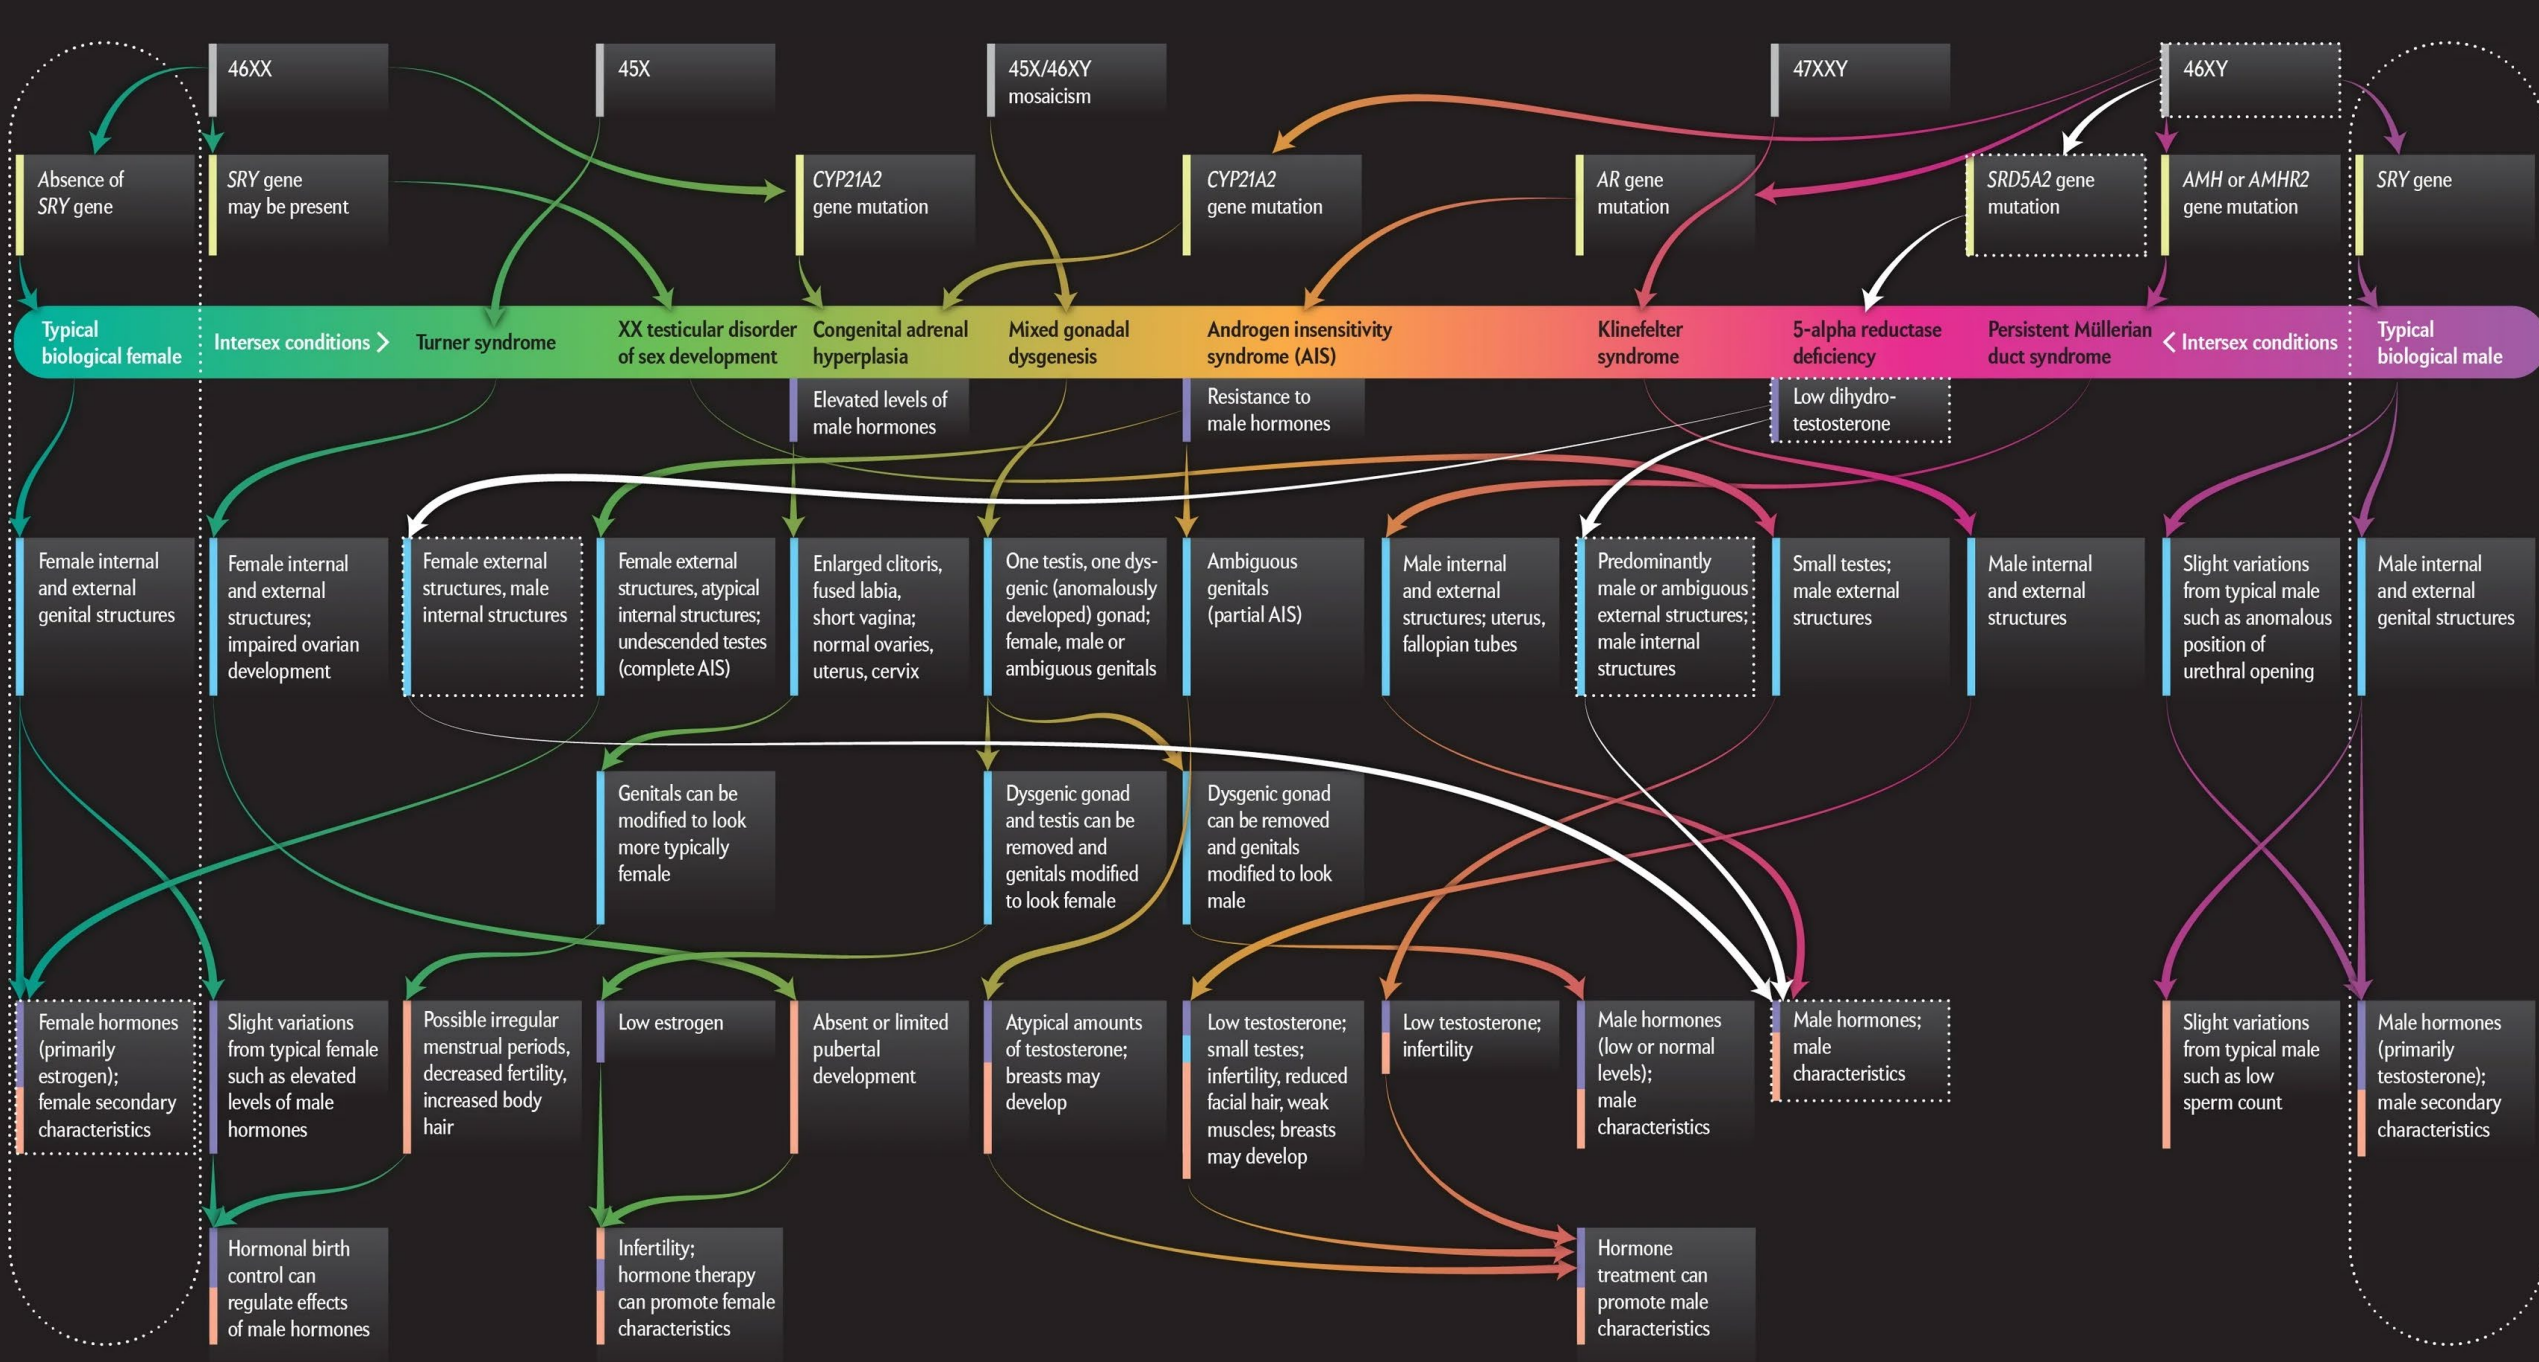 46XX
45X
45X/46XY
mosaicism
47XXY
46XY
Absence of
SRY gene
SRY gene
may be present
CYP21A2
gene mutation
CYP21A2
gene mutation
AR gene
mutation
SRD5A2 gene
mutation
AMH or AMHR2
gene mutation
SRY gene
Typical
biological female
Intersex conditions >
Turner syndrome
XX testicular disorder
of sex development
Congenital adrenal
hyperplasia
Mixed gonadal
dysgenesis
Androgen insensitivity
syndrome (AIS)
Klinefelter
syndrome
5-alpha reductase
deficiency
Persistent Müllerian
duct syndrome
< Intersex conditions
Typical
biological male
Elevated levels of
male hormones
Resistance to
male hormones
Low dihydro-
testosterone
Female internal
and external
genital structures
Female internal
and external
structures;
impaired ovarian
development
Female external
structures, male
internal structures
Female external
structures, atypical
internal structures;
undescended testes
(complete AIS)
Enlarged clitoris,
fused labia,
short vagina;
normal ovaries,
uterus, cervix
One testis, one dys-
genic (anomalously
developed) gonad;
female, male or
ambiguous genitals
Ambiguous
genitals
(partial AIS)
Male internal
and external
structures; uterus,
fallopian tubes
Predominantly
male or ambiguous
external structures;
male internal
structures
Small testes;
male external
structures
Male internal
and external
structures
Slight variations
from typical male
such as anomalous
position of
urethral opening
Male internal
and external
genital structures
Genitals can be
modified to look
more typically
female
Dysgenic gonad
and testis can be
removed and
genitals modified
to look female
Dysgenic gonad
can be removed
and genitals
modified to look
male
Female hormones
(primarily
estrogen);
female secondary
characteristics
Slight variations
from typical female
such as elevated
levels of male
hormones
Possible irregular
menstrual periods,
decreased fertility,
increased body
hair
Low estrogen
Absent or limited
pubertal
development
Atypical amounts
of testosterone;
breasts may
develop
Low testosterone;
small testes;
infertility, reduced
facial hair, weak
muscles; breasts
may develop
Low testosterone;
infertility
Male hormones
(low or normal
levels);
male
characteristics
Male hormones;
male
characteristics
Slight variations
from typical male
such as low
sperm count
Male hormones
(primarily
testosterone);
male secondary
characteristics
Hormonal birth
control can
regulate effects
of male hormones
Infertility;
hormone therapy
can promote female
characteristics
Hormone
treatment can
promote male
characteristics